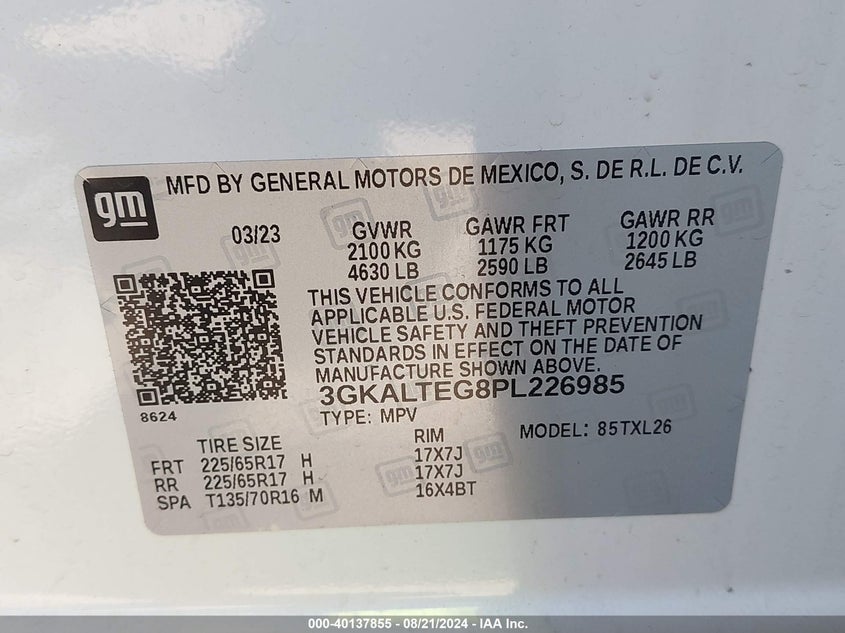 gm
MFD BY GENERAL MOTORS DE MEXICO, S. DE R.L. DE C.V.
03/23 GVWR GAWR FRT GAWR RR
2100 KG 1175 KG 1200 KG
4630 LB 2590 LB 2645 LB
THIS VEHICLE CONFORMS TO ALL
APPLICABLE U.S. FEDERAL MOTOR
VEHICLE SAFETY AND THEFT PREVENTION
STANDARDS IN EFFECT ON THE DATE OF
MANUFACTURE SHOWN ABOVE.
3GKALTEG8PL226985
8624
TYPE: MPV MODEL: 85TXL26
TIRE SIZE RIM
FRT 225/65R17 H 17X7J
RR 225/65R17 H 17X7J
SPA T135/70R16 M 16X4BT
000-40137855 - 08/21/2024 - IAA Inc.